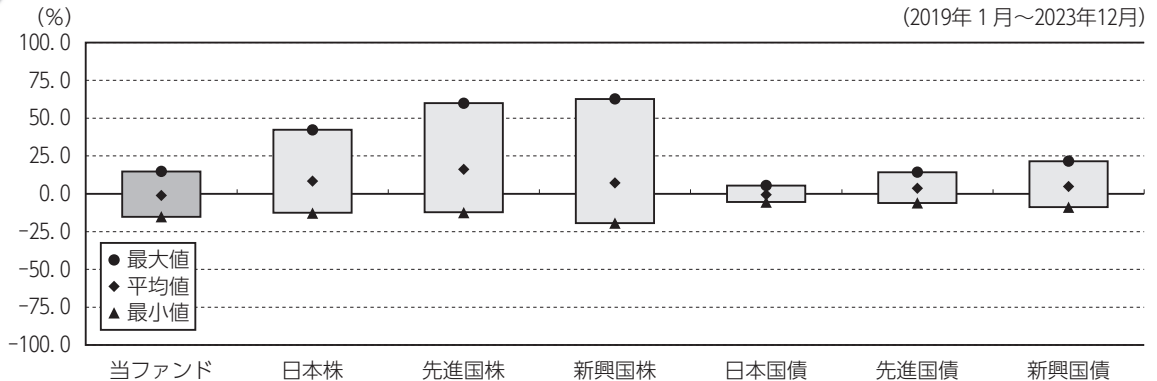 (%)
(2019年1月～2023年12月)
100.0
75.0
50.0
25.0
0.0
-25.0
-50.0
-75.0
-100.0
● 最大値
◆ 平均値
▲ 最小値
当ファンド 日本株 先進国株 新興国株 日本国債 先進国債 新興国債